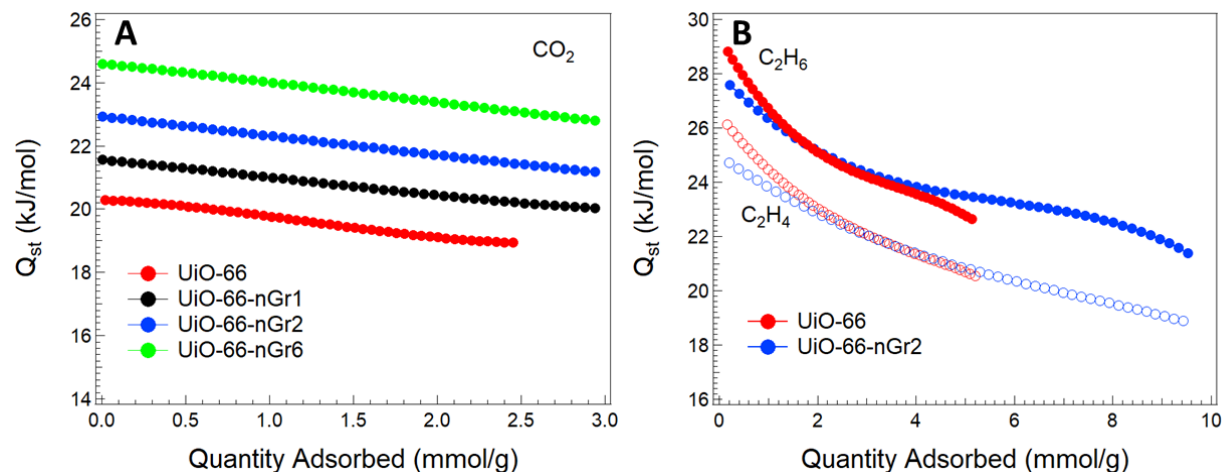 A
CO2
Qst (kJ/mol)
26
24
22
20
18
16
14
UiO-66
UiO-66-nGr1
UiO-66-nGr2
UiO-66-nGr6
0.0 0.5 1.0 1.5 2.0 2.5 3.0
Quantity Adsorbed (mmol/g)
B
C2H6
C2H4
Qst (kJ/mol)
30
28
26
24
22
20
18
16
UiO-66
UiO-66-nGr2
0 2 4 6 8 10
Quantity Adsorbed (mmol/g)